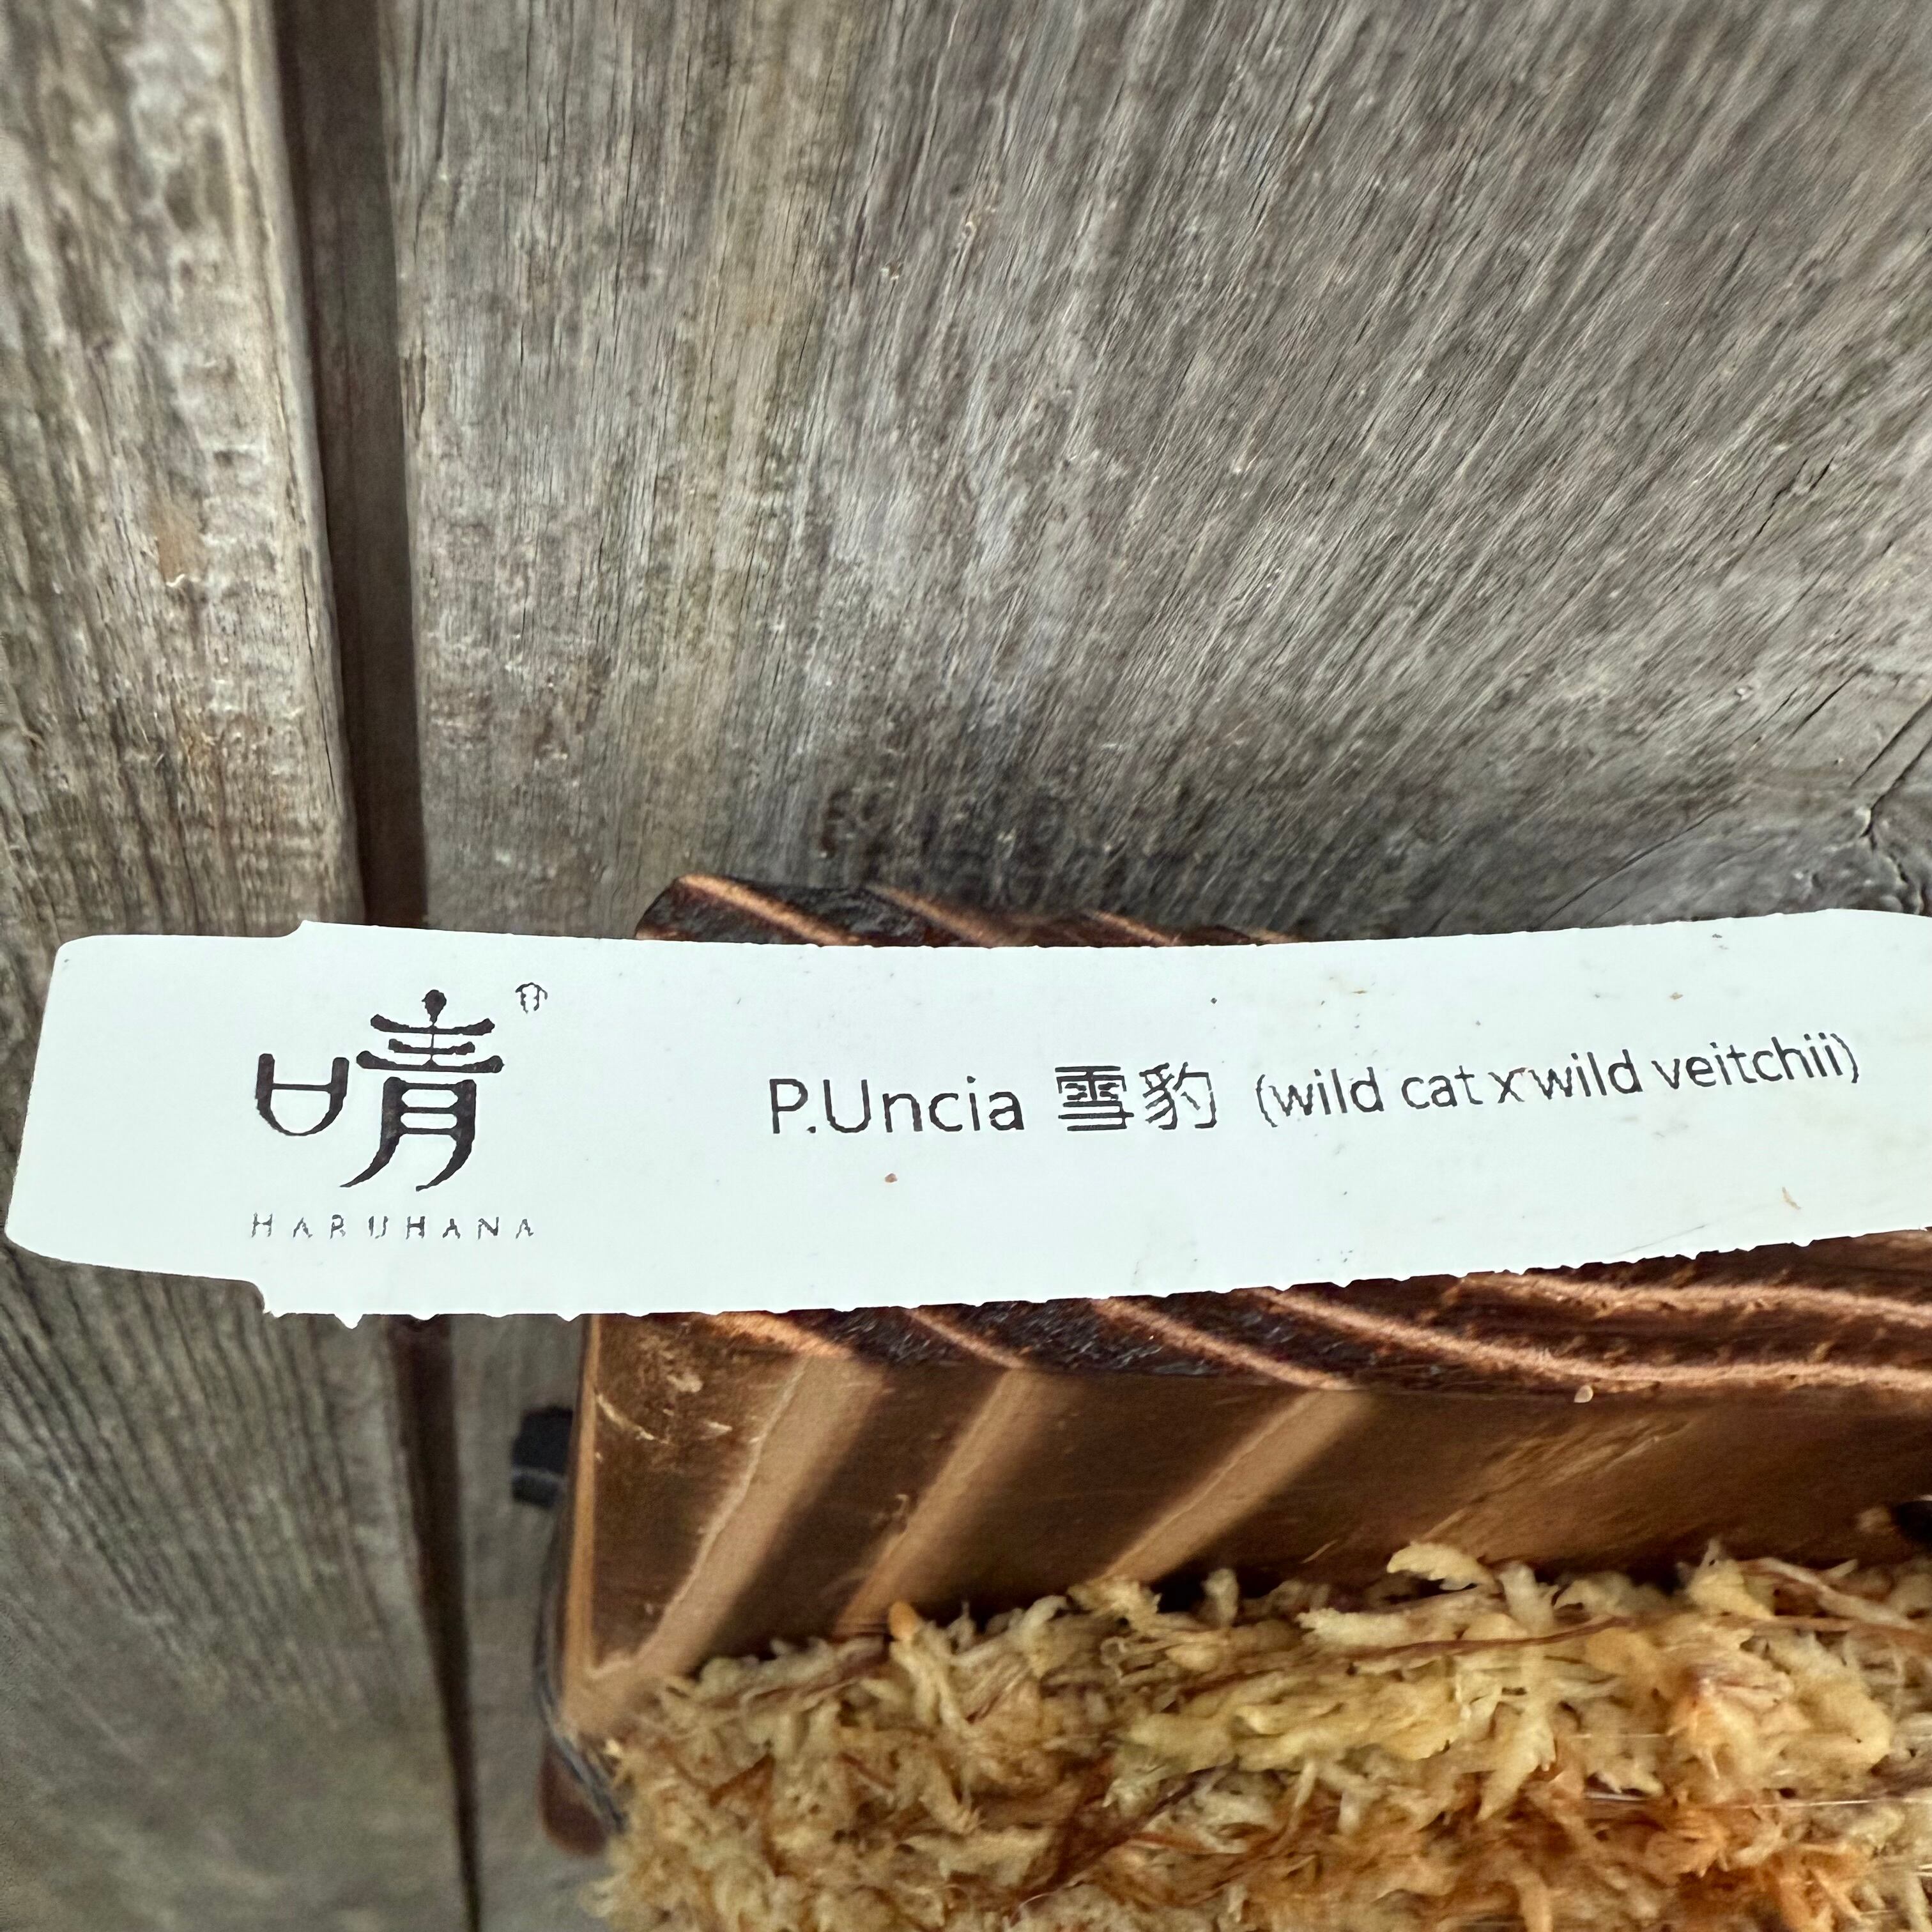 晴
HARUHANA
P.Uncia 雪豹 (wild cat x wild veitchii)